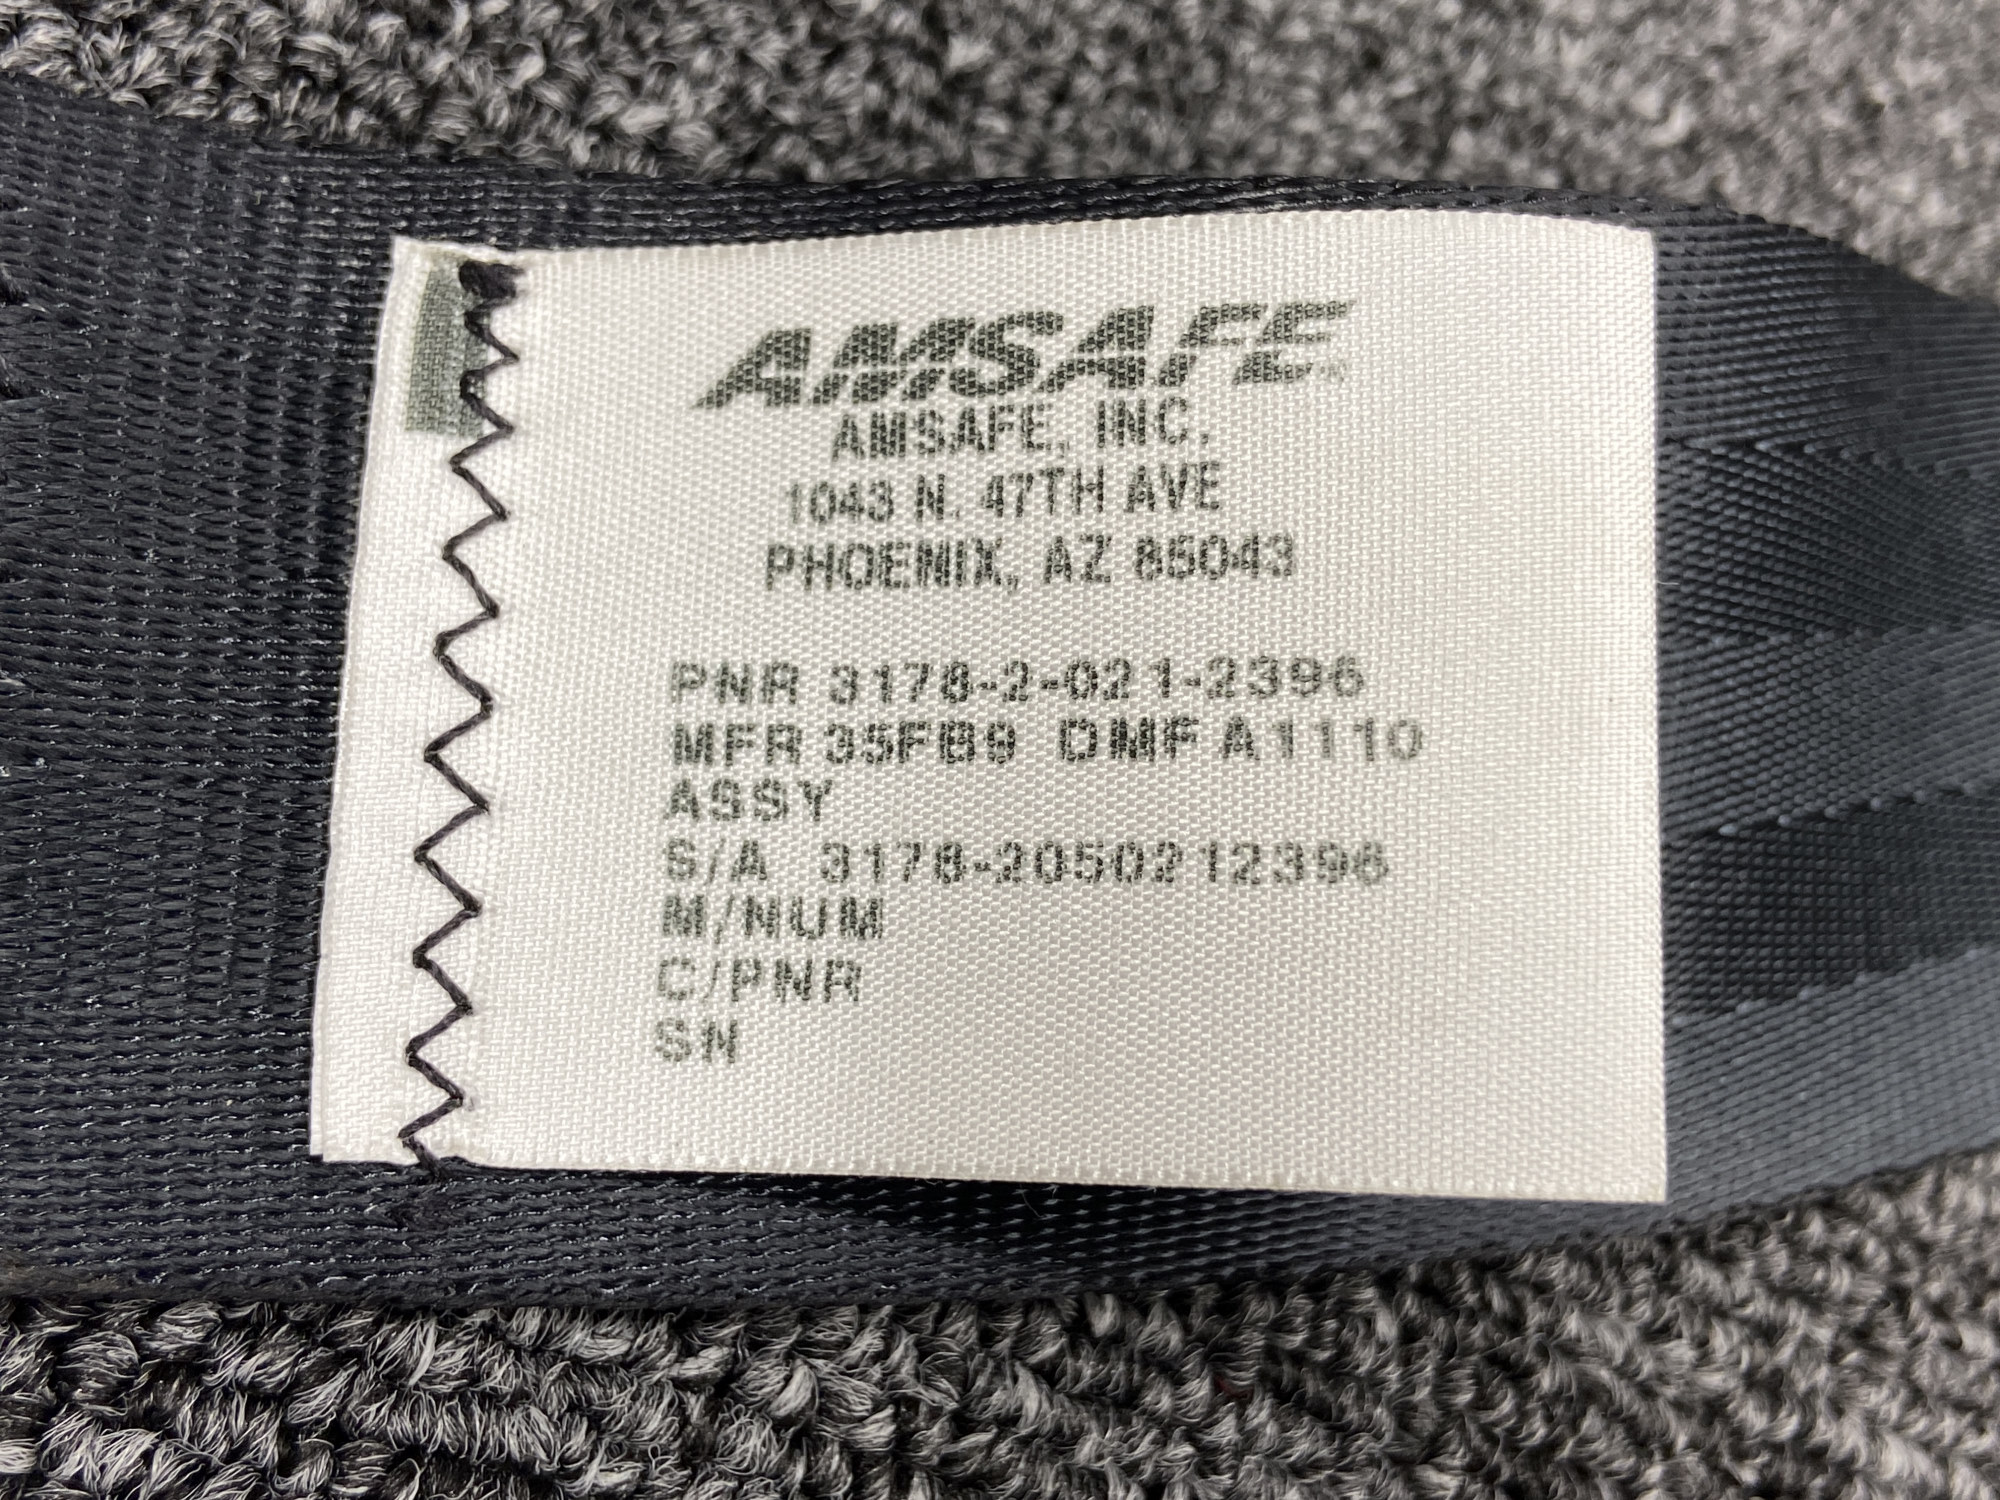 AMSAFE
AMSAFE, INC.
1043 N. 47TH AVE
PHOENIX, AZ 85043
PNR 3178-2-021-2396
MFR 35FB9 DMF A1110
ASSY
S/A 3178-2050212396
M/NUM
C/PNR
SN